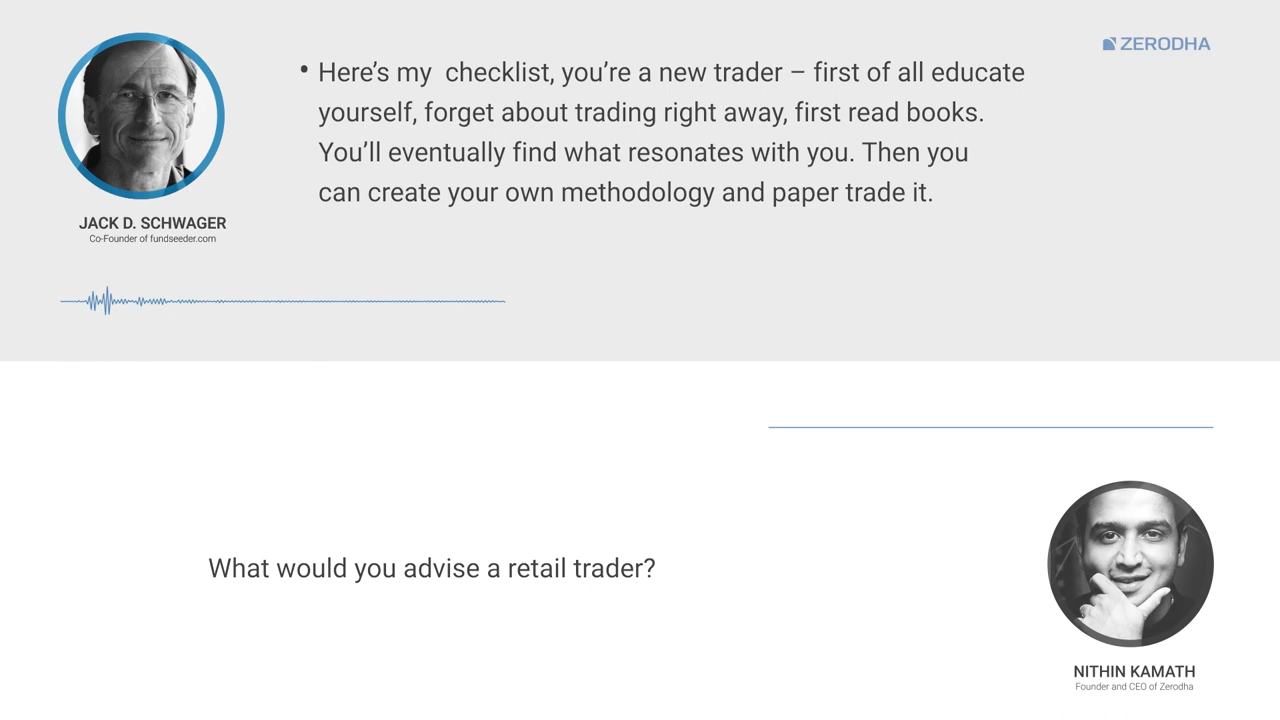 ZERODHA
• Here’s my  checklist, you’re a new trader – first of all educate
yourself, forget about trading right away, first read books.
You’ll eventually find what resonates with you. Then you
can create your own methodology and paper trade it.
JACK D. SCHWAGER
Co-Founder of fundseeder.com
What would you advise a retail trader?
NITHIN KAMATH
Founder and CEO of Zerodha